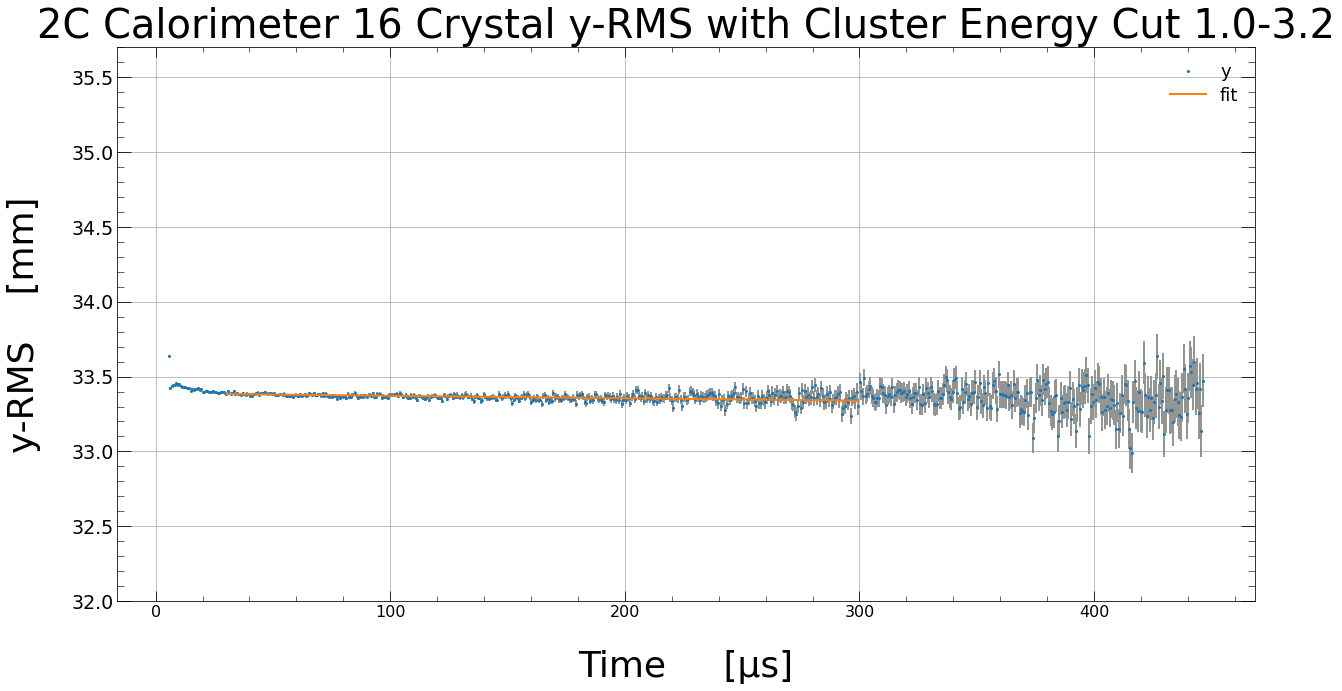 2C Calorimeter 16 Crystal y-RMS with Cluster Energy Cut 1.0-3.2
y
fit
35.5
35.0
34.5
34.0
33.5
33.0
32.5
32.0
y-RMS [mm]
0 100 200 300 400
Time [µs]